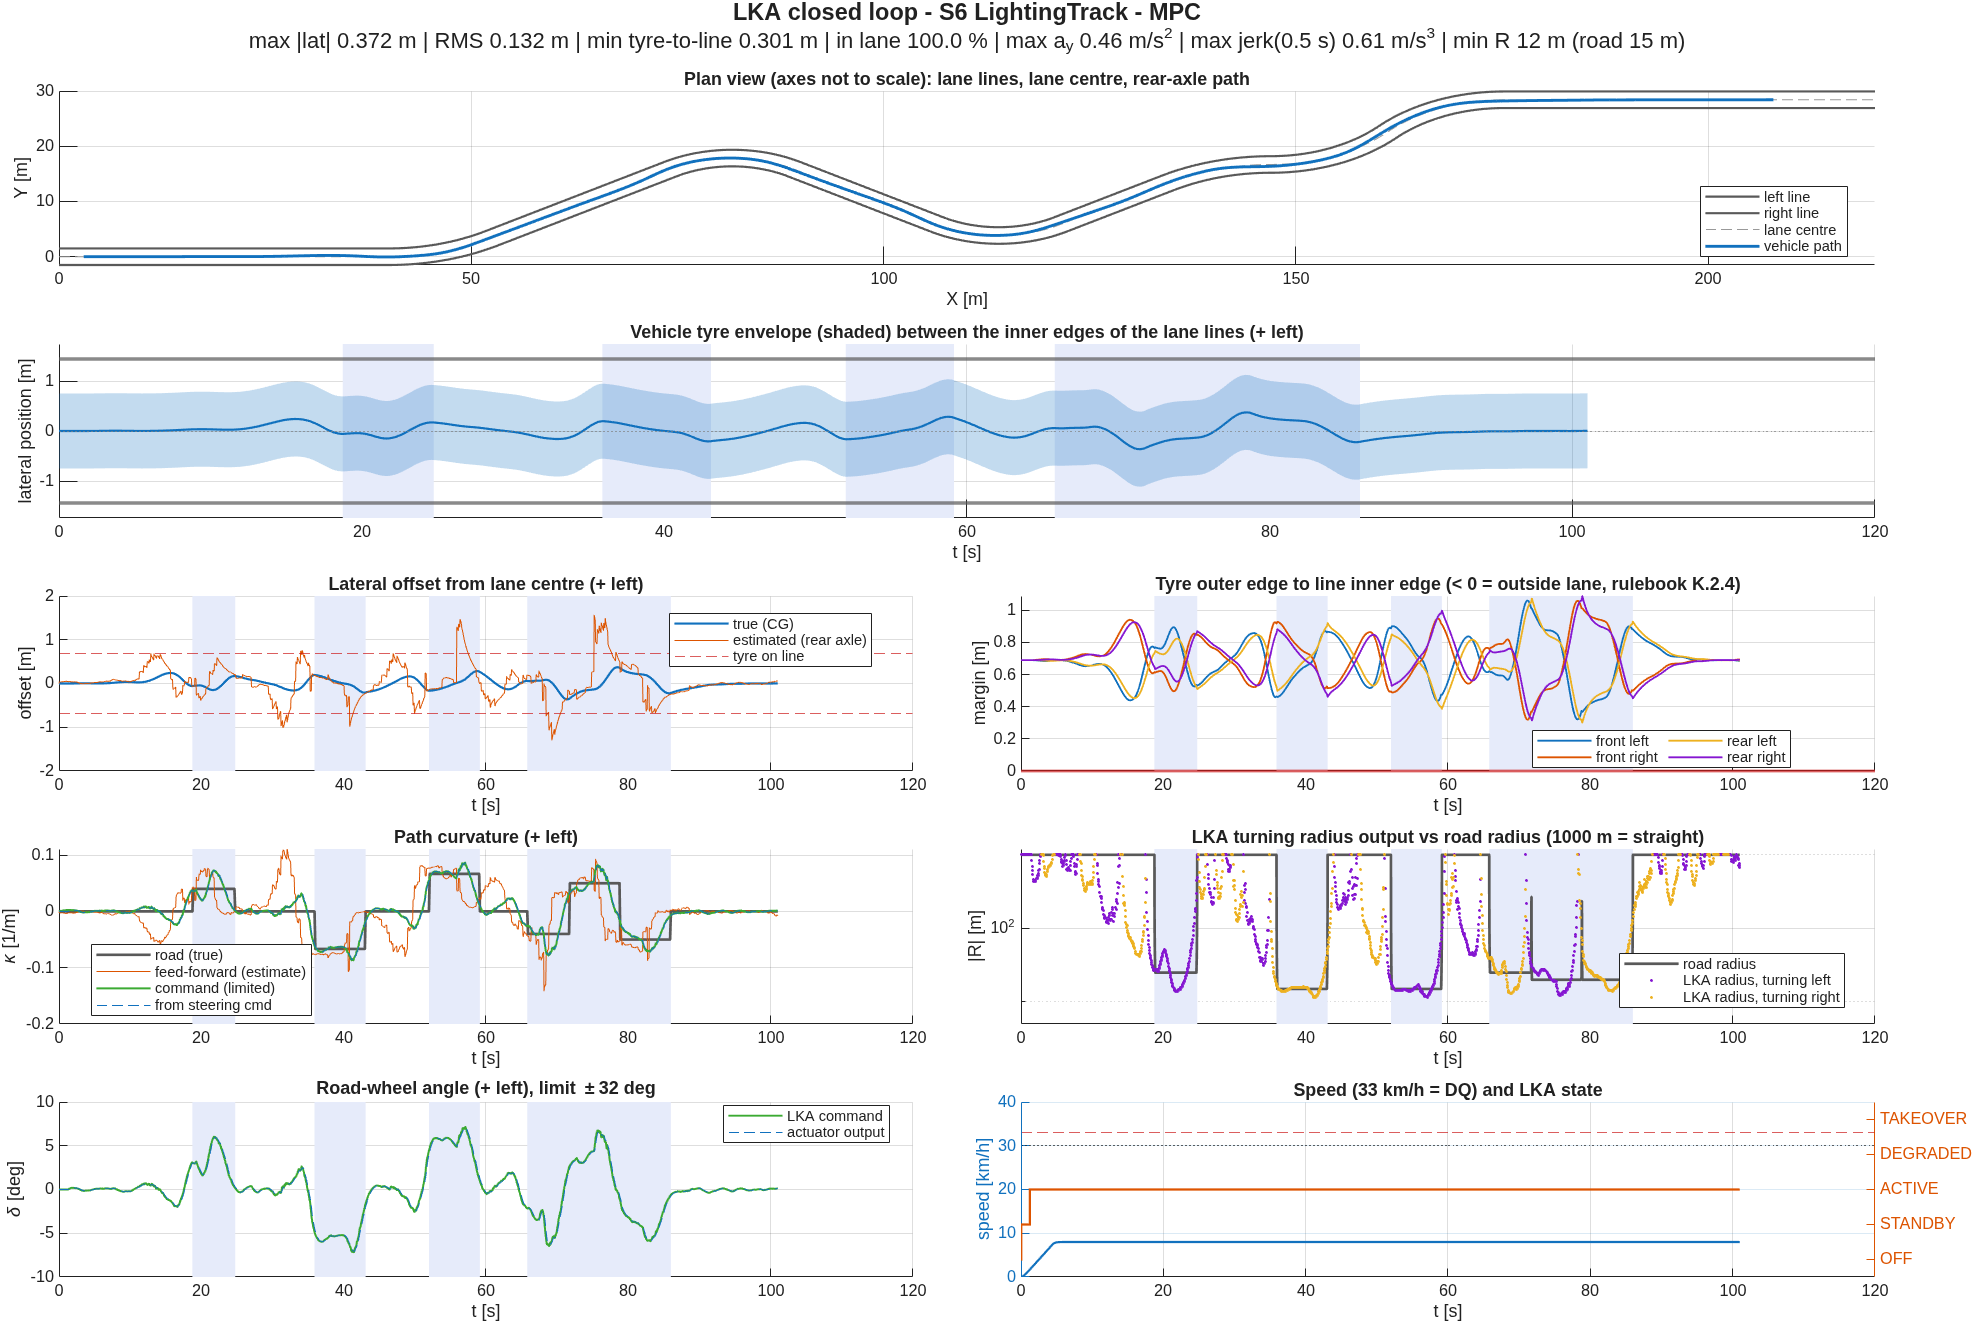 LKA closed loop - S6 LightingTrack - MPC
max |lat| 0.372 m | RMS 0.132 m | min tyre-to-line 0.301 m | in lane 100.0 % | max a_y 0.46 m/s² | max jerk(0.5 s) 0.61 m/s³ | min R 12 m (road 15 m)
Plan view (axes not to scale): lane lines, lane centre, rear-axle path
30
20
10
0
Y [m]
left line
right line
lane centre
vehicle path
0 50 100 150 200
X [m]
Vehicle tyre envelope (shaded) between the inner edges of the lane lines (+ left)
1
0
-1
lateral position [m]
0 20 40 60 80 100 120
t [s]
Lateral offset from lane centre (+ left)
2
1
0
-1
-2
offset [m]
true (CG)
estimated (rear axle)
tyre on line
0 20 40 60 80 100 120
t [s]
Tyre outer edge to line inner edge (< 0 = outside lane, rulebook K.2.4)
1
0.8
0.6
0.4
0.2
0
margin [m]
front left
front right
rear left
rear right
0 20 40 60 80 100 120
t [s]
Path curvature (+ left)
0.1
0
-0.1
-0.2
κ [1/m]
road (true)
feed-forward (estimate)
command (limited)
from steering cmd
0 20 40 60 80 100 120
t [s]
LKA turning radius output vs road radius (1000 m = straight)
10²
|R| [m]
road radius
LKA radius, turning left
LKA radius, turning right
0 20 40 60 80 100 120
t [s]
Road-wheel angle (+ left), limit ± 32 deg
10
5
0
-5
-10
δ [deg]
LKA command
actuator output
0 20 40 60 80 100 120
t [s]
Speed (33 km/h = DQ) and LKA state
40
30
20
10
0
speed [km/h]
TAKEOVER
DEGRADED
ACTIVE
STANDBY
OFF
0 20 40 60 80 100 120
t [s]